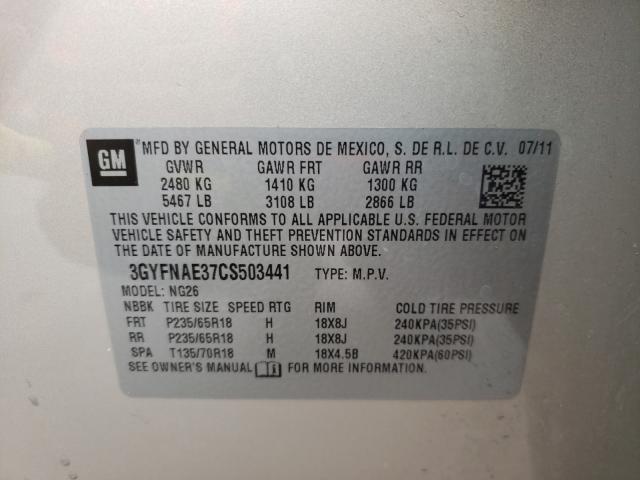 GM
MFD BY GENERAL MOTORS DE MEXICO, S. DE R.L. DE C.V. 07/11
GVWR GAWR FRT GAWR RR
2480 KG 1410 KG 1300 KG
5467 LB 3108 LB 2866 LB
THIS VEHICLE CONFORMS TO ALL APPLICABLE U.S. FEDERAL MOTOR
VEHICLE SAFETY AND THEFT PREVENTION STANDARDS IN EFFECT ON
THE DATE OF MANUFACTURE SHOWN ABOVE.
3GYFNAE37CS503441 TYPE: M.P.V.
MODEL: NG26
NBBK TIRE SIZE SPEED RTG RIM COLD TIRE PRESSURE
FRT P235/65R18 H 18X8J 240KPA(35PSI)
RR P235/65R18 H 18X8J 240KPA(35PSI)
SPA T135/70R18 M 18X4.5B 420KPA(60PSI)
SEE OWNER'S MANUAL FOR MORE INFORMATION.